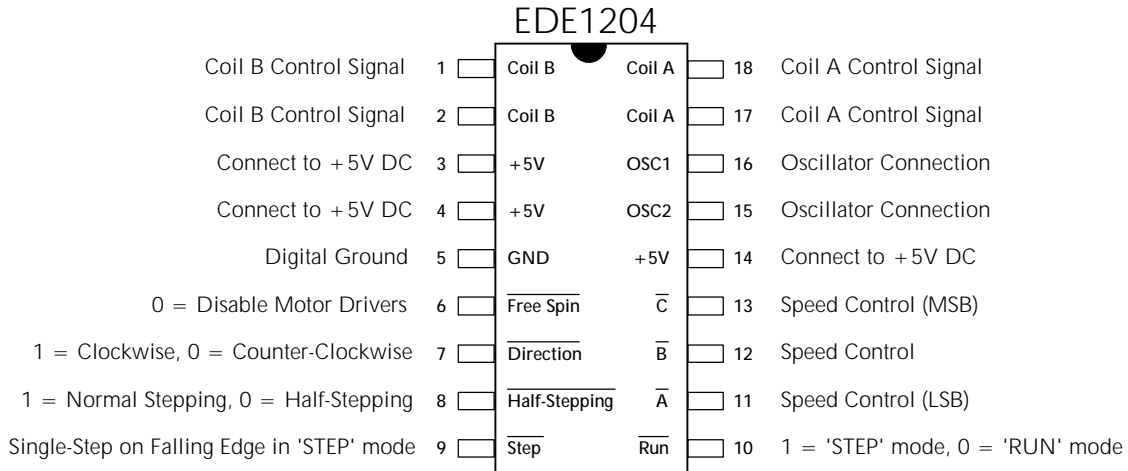 EDE1204
Coil B Control Signal 1 Coil B Coil A 18 Coil A Control Signal
Coil B Control Signal 2 Coil B Coil A 17 Coil A Control Signal
Connect to +5V DC 3 +5V OSC1 16 Oscillator Connection
Connect to +5V DC 4 +5V OSC2 15 Oscillator Connection
Digital Ground 5 GND +5V 14 Connect to +5V DC
0 = Disable Motor Drivers 6 Free Spin C 13 Speed Control (MSB)
1 = Clockwise, 0 = Counter-Clockwise 7 Direction B 12 Speed Control
1 = Normal Stepping, 0 = Half-Stepping 8 Half-Stepping A 11 Speed Control (LSB)
Single-Step on Falling Edge in 'STEP' mode 9 Step Run 10 1 = 'STEP' mode, 0 = 'RUN' mode